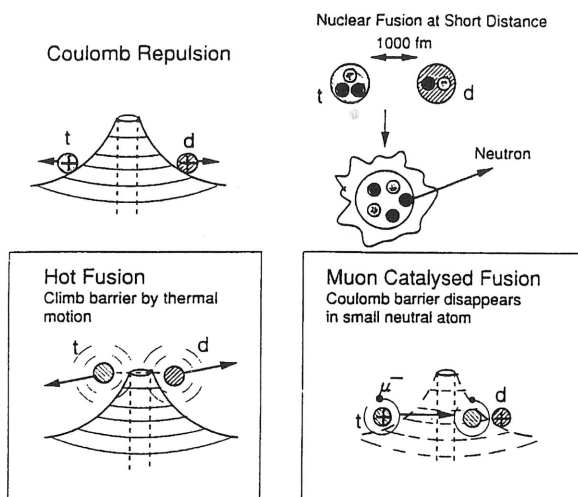 Coulomb Repulsion
t
d
Nuclear Fusion at Short Distance
1000 fm
t
d
Neutron
Hot Fusion
Climb barrier by thermal
motion
t
d
Muon Catalysed Fusion
Coulomb barrier disappears
in small neutral atom
μ−
t
d